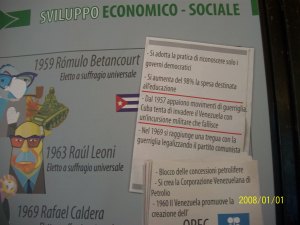 SVILUPPO ECONOMICO - SOCIALE
1959 Rómulo Betancourt
Eletto a suffragio universale
- Si adotta la pratica di riconoscere solo i
governi democratici
- Si aumenta del 98% la spesa destinata
all'educazione
- Dal 1957 appaiono movimenti di guerriglia,
Cuba tenta di invadere il Venezuela con
un'incursione militare che fallisce
- Nel 1969 si raggiunge una tregua con la
guerriglia legalizzando il partito comunista
1963 Raúl Leoni
Eletto a suffragio universale
- Blocco delle concessioni petrolifere
- Si crea la Corporazione Venezuelana di
Petrolio
- 1960 Il Venezuela promuove la
creazione dell'
OPEC
1969 Rafael Caldera
2008/01/01